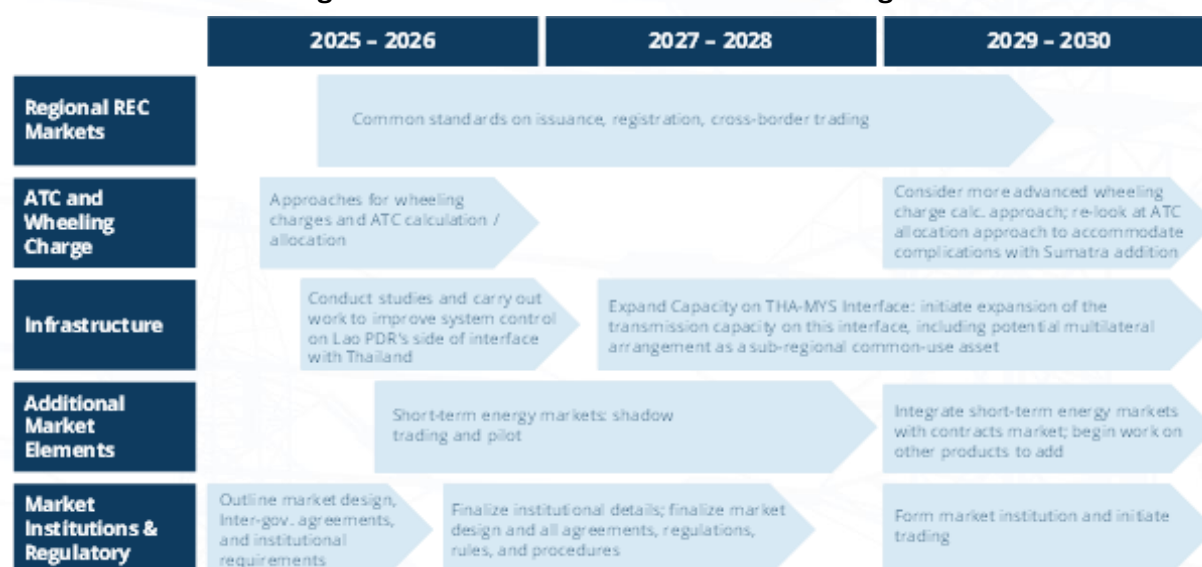 2025 – 2026
2027 – 2028
2029 – 2030
Regional REC
Markets
Common standards on issuance, registration, cross-border trading
ATC and
Wheeling
Charge
Approaches for wheeling
charges and ATC calculation /
allocation
Consider more advanced wheeling
charge calc. approach; re-look at ATC
allocation approach to accommodate
complications with Sumatra addition
Infrastructure
Conduct studies and carry out
work to improve system control
on Lao PDR's side of interface
with Thailand
Expand Capacity on THA-MYS Interface: initiate expansion of the
transmission capacity on this interface, including potential multilateral
arrangement as a sub-regional common-use asset
Additional
Market
Elements
Short-term energy markets: shadow
trading and pilot
Integrate short-term energy markets
with contracts market; begin work on
other products to add
Market
Institutions &
Regulatory
Outline market design,
Inter-gov. agreements,
and institutional
requirements
Finalize institutional details; finalize market
design and all agreements, regulations,
rules, and procedures
Form market institution and initiate
trading